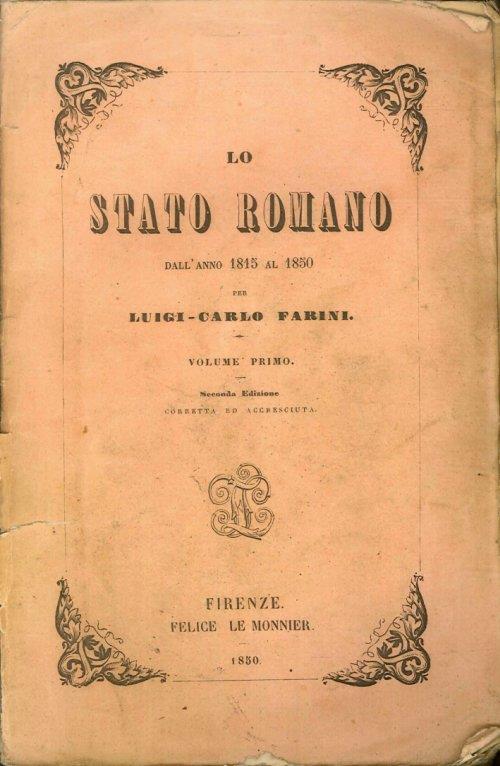 LO
STATO ROMANO
DALL'ANNO 1815 AL 1850
PER
LUIGI-CARLO FARINI.
VOLUME PRIMO.
Seconda Edizione
CORRETTA ED ACCRESCIUTA.
FIRENZE.
FELICE LE MONNIER.
1850.